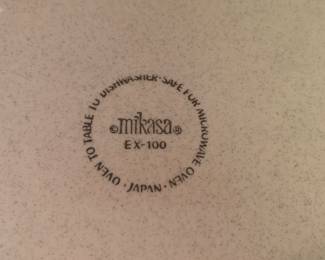 OVEN TO TABLE TO DISHWASHER · SAFE FOR MICROWAVE OVEN ·
©mikasa®
EX-100
· JAPAN ·